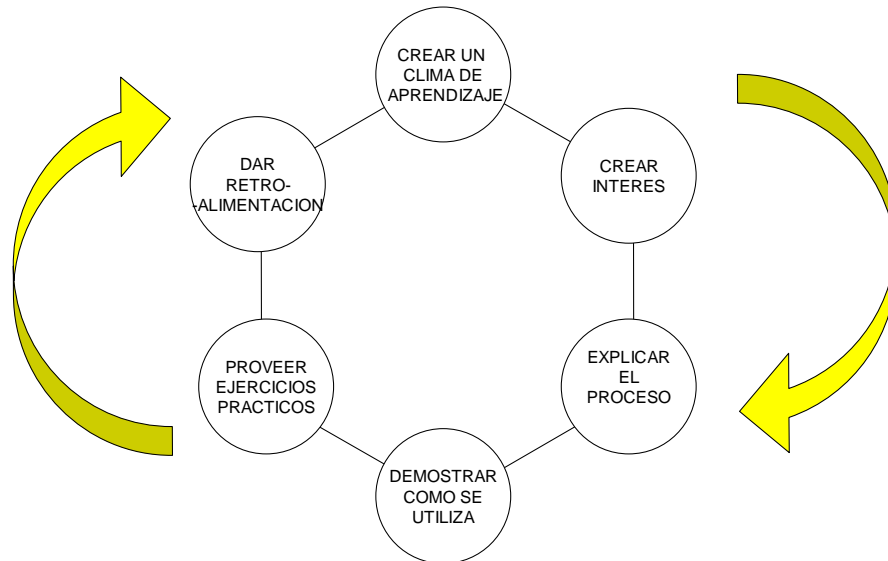 CREAR UN
CLIMA DE
APRENDIZAJE
CREAR
INTERES
EXPLICAR
EL
PROCESO
DEMOSTRAR
COMO SE
UTILIZA
PROVEER
EJERCICIOS
PRACTICOS
DAR
RETRO-
-ALIMENTACION